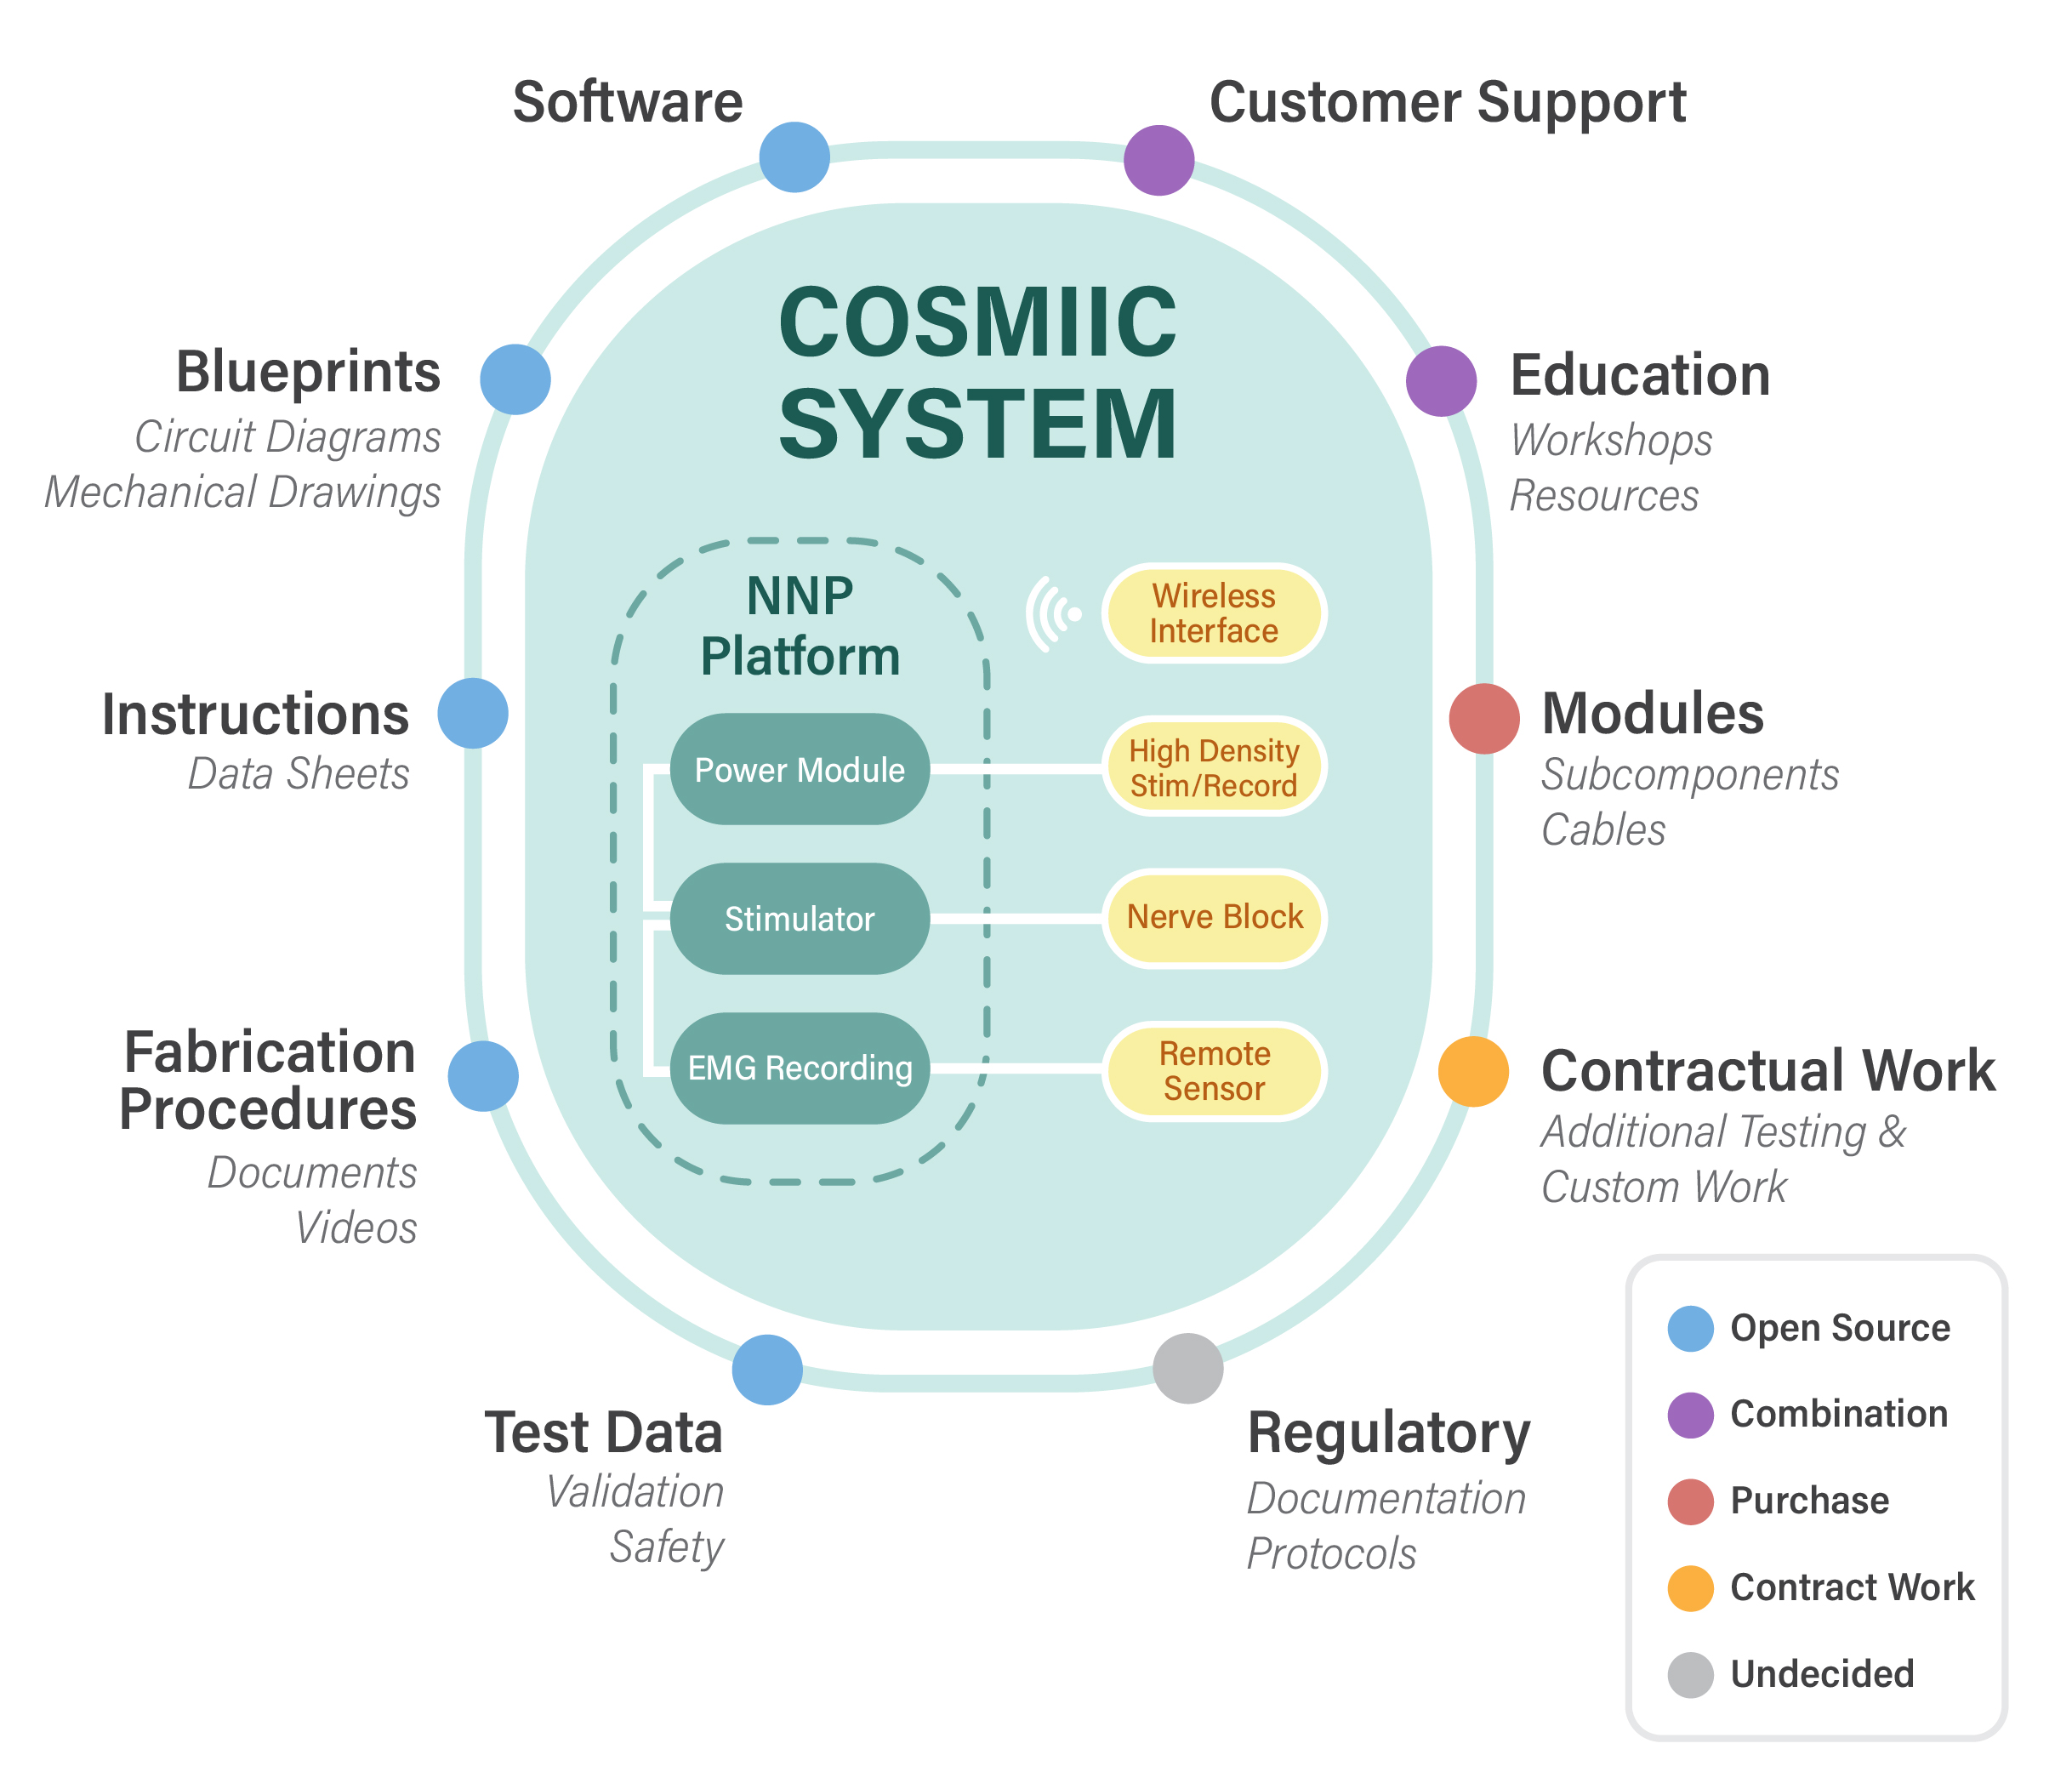 Software
Customer Support
Blueprints
Circuit Diagrams
Mechanical Drawings
Instructions
Data Sheets
Fabrication
Procedures
Documents
Videos
Test Data
Validation
Safety
COSMIIC
SYSTEM
NNP
Platform
Power Module
Stimulator
EMG Recording
Wireless
Interface
High Density
Stim/Record
Nerve Block
Remote
Sensor
Education
Workshops
Resources
Modules
Subcomponents
Cables
Contractual Work
Additional Testing &
Custom Work
Regulatory
Documentation
Protocols
Open Source
Combination
Purchase
Contract Work
Undecided